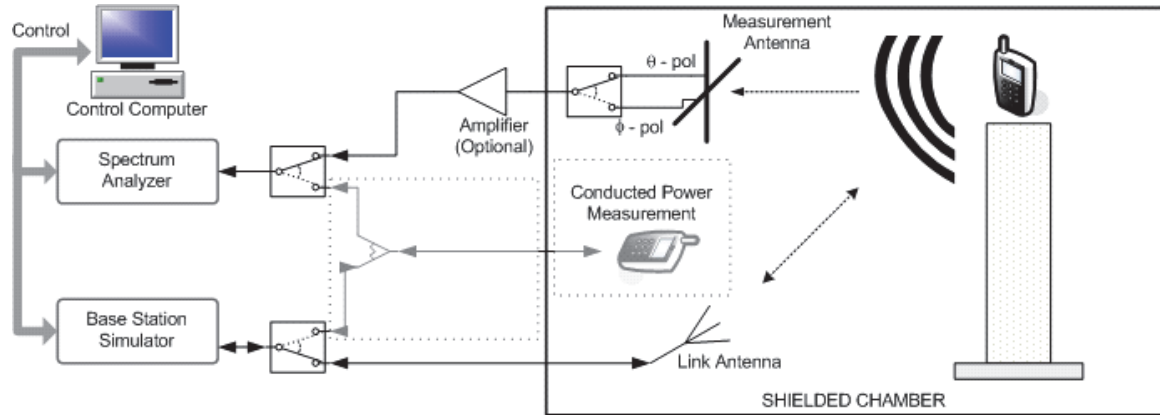 Control
Control Computer
Spectrum
Analyzer
Base Station
Simulator
Amplifier
(Optional)
θ - pol
ϕ - pol
Measurement
Antenna
Conducted Power
Measurement
Link Antenna
SHIELDED CHAMBER